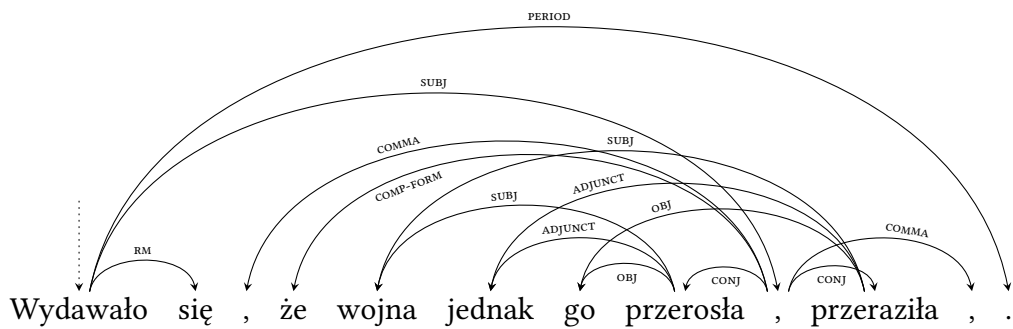 PERIOD
SUBJ
COMMA SUBJ
COMP-FORM ADJUNCT
SUBJ OBJ
RM ADJUNCT COMMA
OBJ CONJ CONJ
Wydawało się , że wojna jednak go przerosła , przeraziła , .